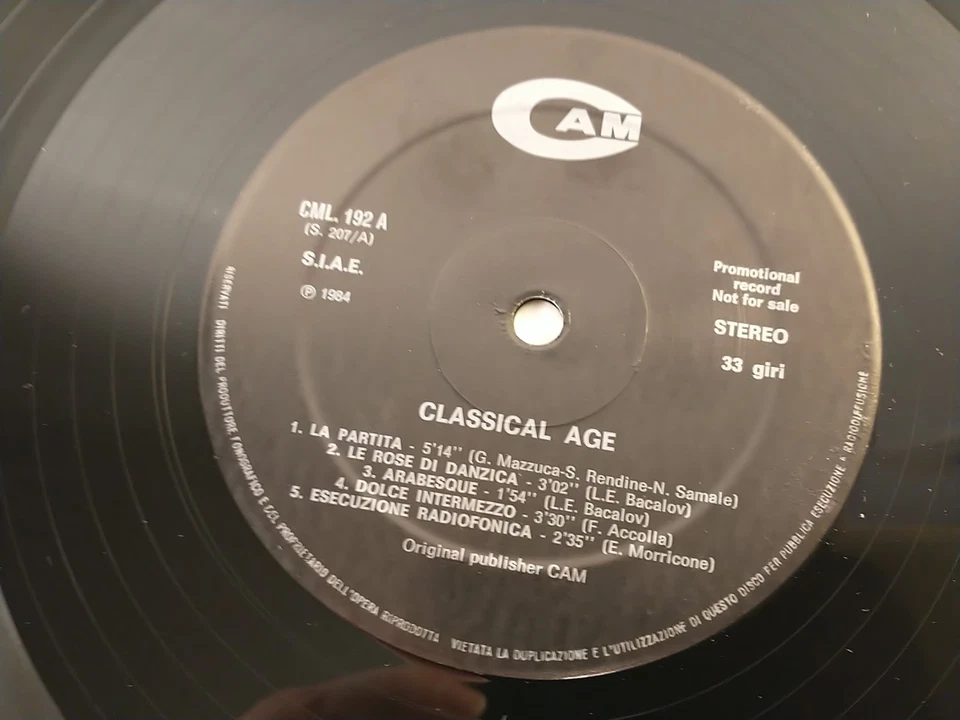 CAM
CML. 192 A
(S. 207/A)
S.I.A.E.
Ⓟ 1984
Promotional
record
Not for sale
STEREO
33 giri
CLASSICAL AGE
1. LA PARTITA - 5'14'' (G. Mazzuca-S. Rendine-N. Samale)
2. LE ROSE DI DANZICA - 3'02'' (L.E. Bacalov)
3. ARABESQUE - 1'54'' (L.E. Bacalov)
4. DOLCE INTERMEZZO - 3'30'' (F. Accolla)
5. ESECUZIONE RADIOFONICA - 2'35'' (E. Morricone)
Original publisher CAM
RISERVATI DIRITTI DEL PRODUTTORE FONOGRAFICO E DEL PROPRIETARIO DELL'OPERA RIPRODOTTA VIETATA LA DUPLICAZIONE E L'UTILIZZAZIONE DI QUESTO DISCO PER PUBBLICA ESECUZIONE - RADIODIFFUSIONE